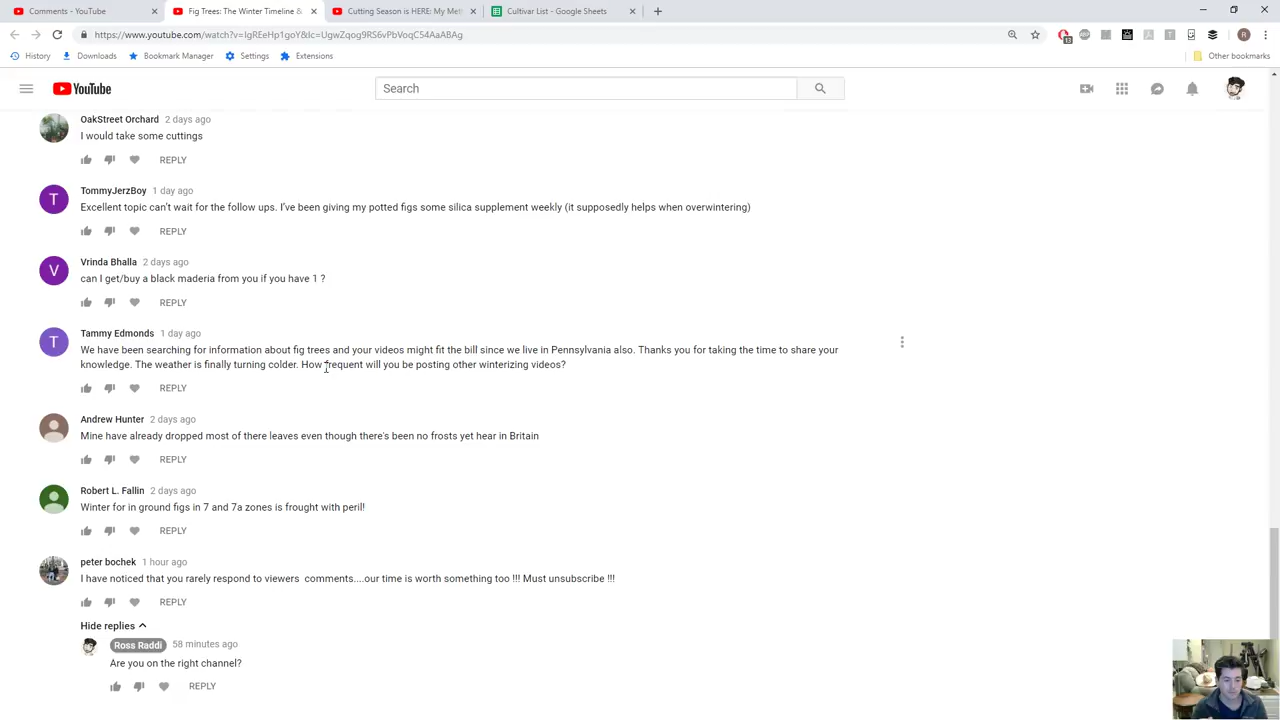 Comments - YouTube
Fig Trees: The Winter Timeline &
Cutting Season is HERE: My Met
Cultivar List - Google Sheets
https://www.youtube.com/watch?v=IgREeHp1goY&lc=UgwZqog9RS6vPbVoqC54AaABAg
History
Downloads
Bookmark Manager
Settings
Extensions
Other bookmarks
YouTube
Search
OakStreet Orchard 2 days ago
I would take some cuttings
REPLY
TommyJerzBoy 1 day ago
Excellent topic can't wait for the follow ups. I've been giving my potted figs some silica supplement weekly (it supposedly helps when overwintering)
REPLY
V
Vrinda Bhalla 2 days ago
can I get/buy a black maderia from you if you have 1 ?
REPLY
T
Tammy Edmonds 1 day ago
We have been searching for information about fig trees and your videos might fit the bill since we live in Pennsylvania also. Thanks you for taking the time to share your
knowledge. The weather is finally turning colder. How frequent will you be posting other winterizing videos?
REPLY
Andrew Hunter 2 days ago
Mine have already dropped most of there leaves even though there's been no frosts yet hear in Britain
REPLY
Robert L. Fallin 2 days ago
Winter for in ground figs in 7 and 7a zones is frought with peril!
REPLY
peter bochek 1 hour ago
I have noticed that you rarely respond to viewers comments....our time is worth something too !!! Must unsubscribe !!!
REPLY
Hide replies
Ross Raddi 58 minutes ago
Are you on the right channel?
REPLY